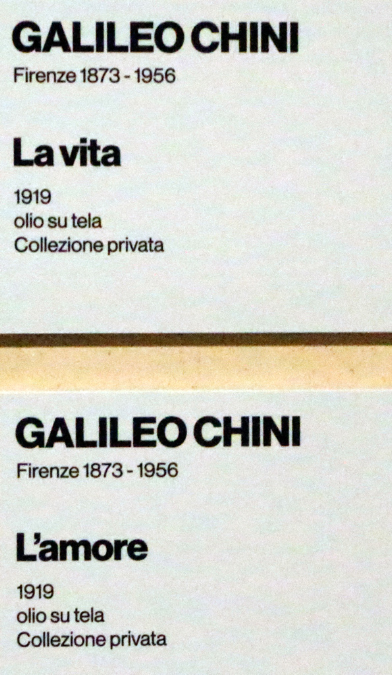 GALILEO CHINI
Firenze 1873 - 1956
La vita
1919
olio su tela
Collezione privata
GALILEO CHINI
Firenze 1873 - 1956
L'amore
1919
olio su tela
Collezione privata